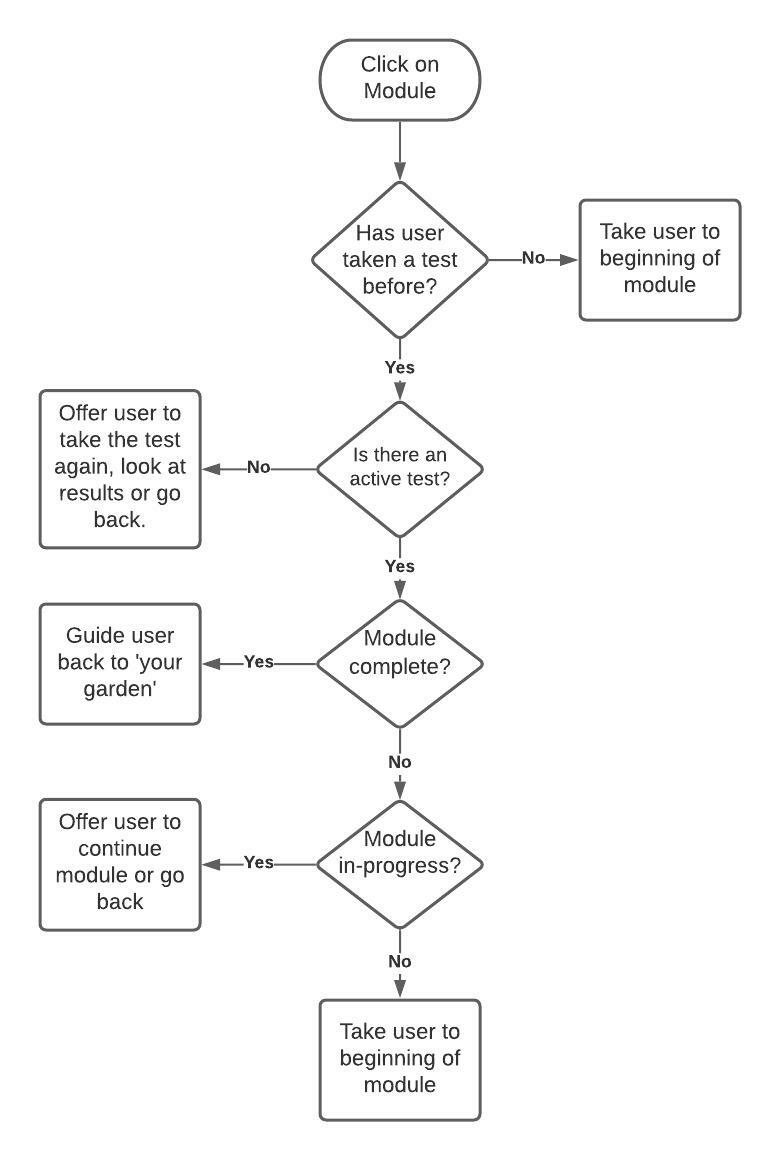 Click on
Module
Has user
taken a test
before?
No
Take user to
beginning of
module
Yes
Is there an
active test?
No
Offer user to
take the test
again, look at
results or go
back.
Yes
Module
complete?
Yes
Guide user
back to 'your
garden'
No
Module
in-progress?
Yes
Offer user to
continue
module or go
back
No
Take user to
beginning of
module